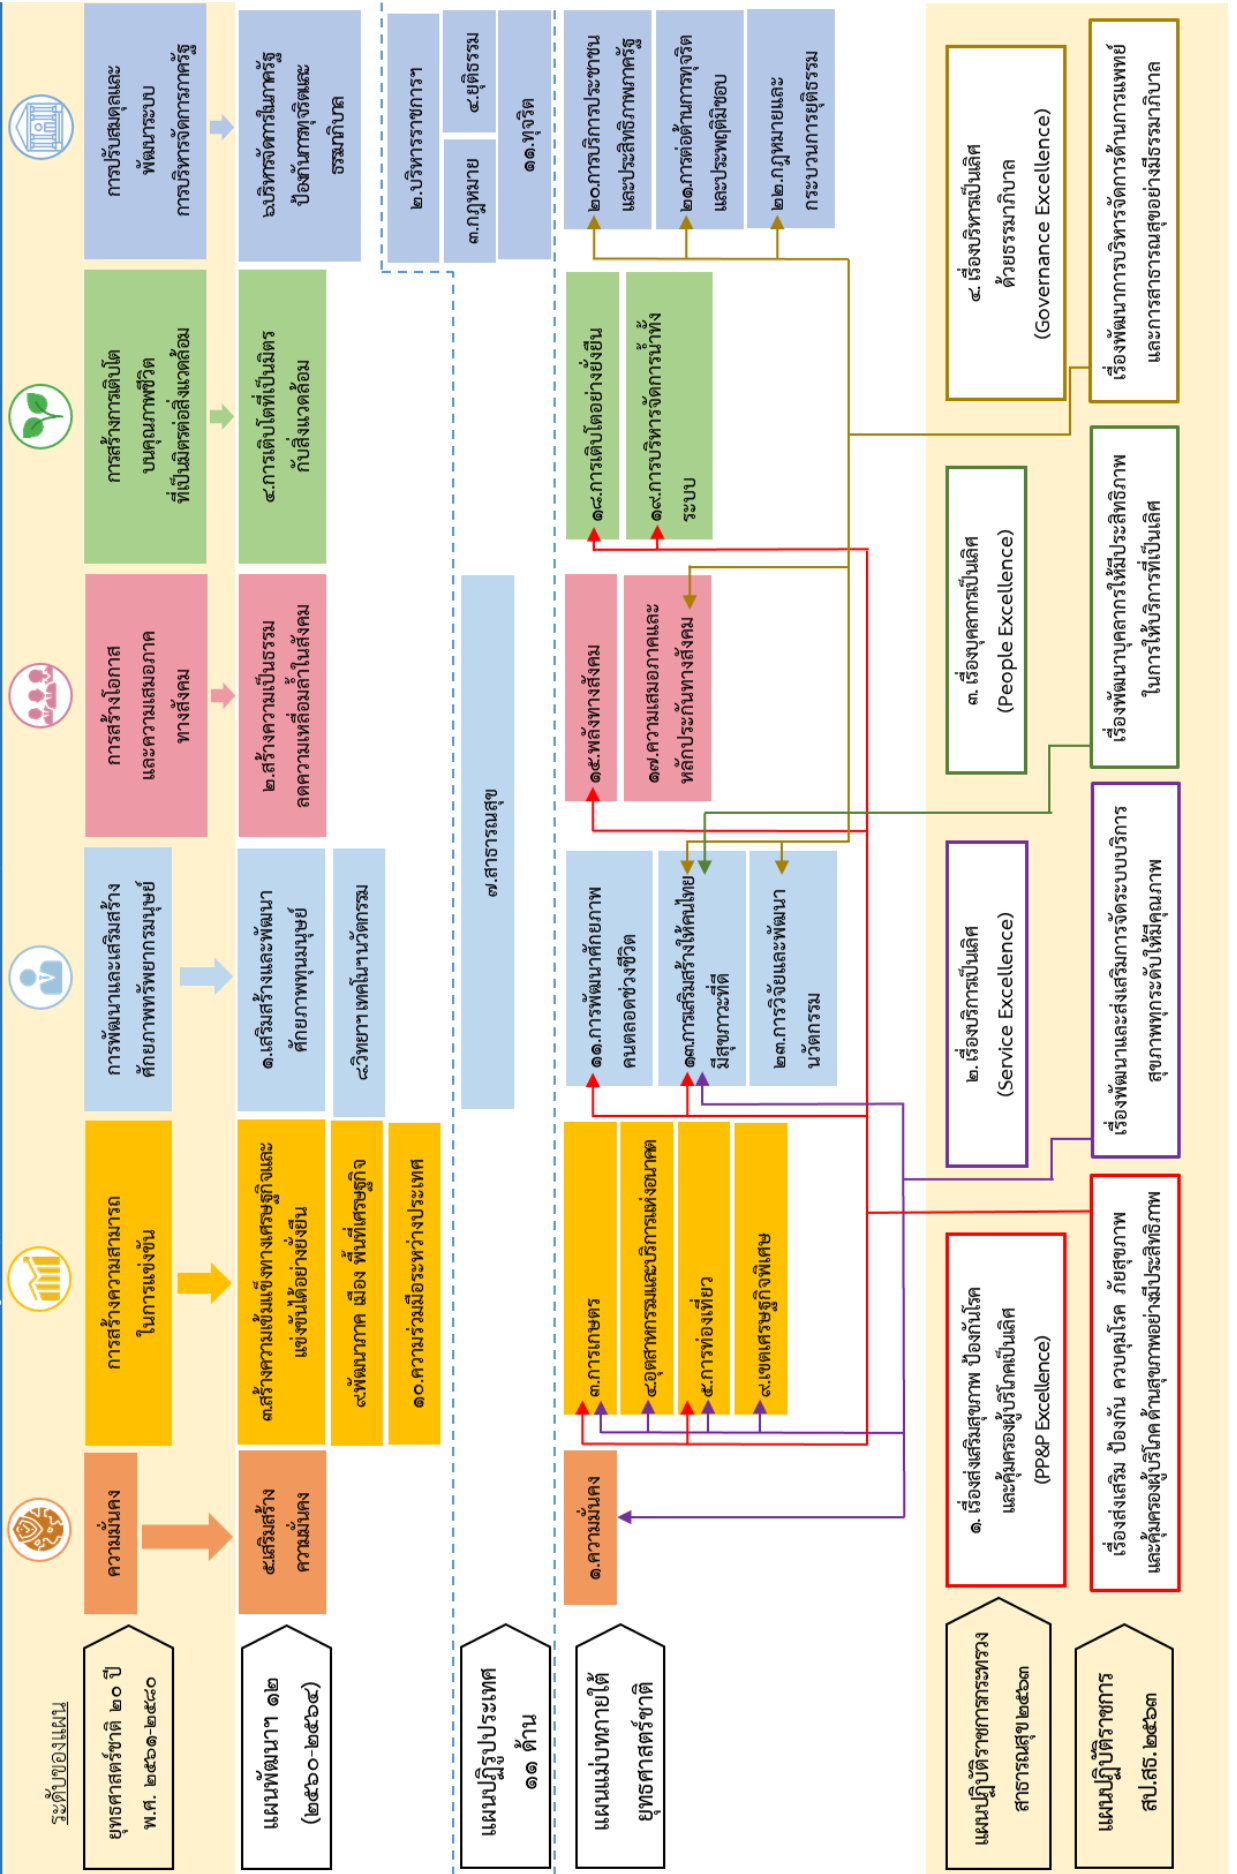 ระดับของแผน
ยุทธศาสตร์ชาติ ๒๐ ปี
พ.ศ. ๒๕๖๑-๒๕๘๐
ความมั่นคง
การสร้างความสามารถ
ในการแข่งขัน
การพัฒนาและเสริมสร้าง
ศักยภาพทรัพยากรมนุษย์
การสร้างโอกาส
และความเสมอภาค
ทางสังคม
การสร้างการเติบโต
บนคุณภาพชีวิต
ที่เป็นมิตรต่อสิ่งแวดล้อม
การปรับสมดุลและ
พัฒนาระบบ
การบริหารจัดการภาครัฐ
แผนพัฒนาฯ ๑๒
(๒๕๖๐-๒๕๖๔)
๕.เสริมสร้าง
ความมั่นคง
๓.สร้างความเข้มแข็งทางเศรษฐกิจและ
แข่งขันได้อย่างยั่งยืน
๙.พัฒนาภาค เมือง พื้นที่เศรษฐกิจ
๑๐.ความร่วมมือระหว่างประเทศ
๑.เสริมสร้างและพัฒนา
ศักยภาพทุนมนุษย์
๘.วิทยาฯ เทคโนฯ นวัตกรรม
๒.สร้างความเป็นธรรม
ลดความเหลื่อมล้ำในสังคม
๔.การเติบโตที่เป็นมิตร
กับสิ่งแวดล้อม
๖.บริหารจัดการในภาครัฐ
ป้องกันการทุจริตและ
ธรรมาภิบาล
แผนปฏิรูปประเทศ
๑๑ ด้าน
๗.สาธารณสุข
๒.บริหารราชการฯ
๓.กฎหมาย
๔.ยุติธรรม
๑๑.ทุจริต
แผนแม่บทภายใต้
ยุทธศาสตร์ชาติ
๑.ความมั่นคง
๓.การเกษตร
๔.อุตสาหกรรมและบริการแห่งอนาคต
๕.การท่องเที่ยว
๙.เขตเศรษฐกิจพิเศษ
๑๑.การพัฒนาศักยภาพ
คนตลอดช่วงชีวิต
๑๓.การเสริมสร้างให้คนไทย
มีสุขภาวะที่ดี
๒๓.การวิจัยและพัฒนา
นวัตกรรม
๑๕.พลังทางสังคม
๑๗.ความเสมอภาคและ
หลักประกันทางสังคม
๑๘.การเติบโตอย่างยั่งยืน
๑๙.การบริหารจัดการน้ำทั้ง
ระบบ
๒๐.การบริการประชาชน
และประสิทธิภาพภาครัฐ
๒๑.การต่อต้านการทุจริต
และประพฤติมิชอบ
๒๒.กฎหมายและ
กระบวนการยุติธรรม
แผนปฏิบัติราชการกระทรวง
สาธารณสุข ๒๕๖๓
๑. เรื่องส่งเสริมสุขภาพ ป้องกันโรค
และคุ้มครองผู้บริโภคเป็นเลิศ
(PP&P Excellence)
๒. เรื่องบริการเป็นเลิศ
(Service Excellence)
๓. เรื่องบุคลากรเป็นเลิศ
(People Excellence)
๔. เรื่องบริหารเป็นเลิศ
ด้วยธรรมาภิบาล
(Governance Excellence)
แผนปฏิบัติราชการ
สป.สธ. ๒๕๖๓
เรื่องส่งเสริม ป้องกัน ควบคุมโรค ภัยสุขภาพ
และคุ้มครองผู้บริโภค ด้านสุขภาพอย่างมีประสิทธิภาพ
เรื่องพัฒนาและส่งเสริมการจัดระบบบริการ
สุขภาพทุกระดับให้มีคุณภาพ
เรื่องพัฒนาบุคลากรให้มีประสิทธิภาพ
ในการให้บริการที่เป็นเลิศ
เรื่องพัฒนาการบริหารจัดการด้านการแพทย์
และการสาธารณสุขอย่างมีธรรมาภิบาล